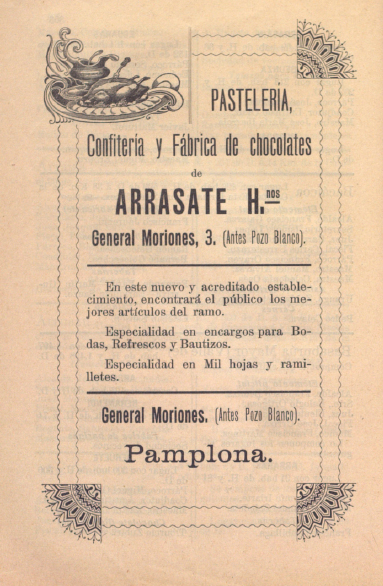 PASTELERIA,
Confitería y Fábrica de chocolates
de
ARRASATE H.nos
General Moriones, 3. (Antes Pozo Blanco).
En este nuevo y acreditado estable-
cimiento, encontrará el público los me-
jores artículos del ramo.
Especialidad en encargos para Bo-
das, Refrescos y Bautizos.
Especialidad en Mil hojas y rami-
lletes.
General Moriones. (Antes Pozo Blanco).
Pamplona.